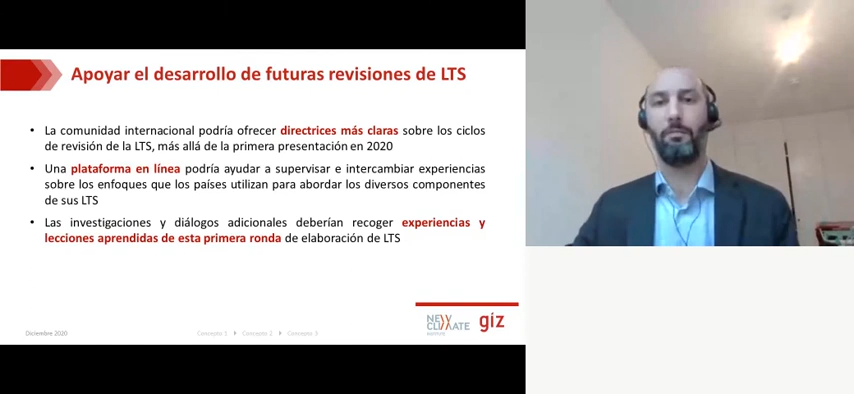 Apoyar el desarrollo de futuras revisiones de LTS
• La comunidad internacional podría ofrecer directrices más claras sobre los ciclos
de revisión de la LTS, más allá de la primera presentación en 2020
• Una plataforma en línea podría ayudar a supervisar e intercambiar experiencias
sobre los enfoques que los países utilizan para abordar los diversos componentes
de sus LTS
• Las investigaciones y diálogos adicionales deberían recoger experiencias y
lecciones aprendidas de esta primera ronda de elaboración de LTS
Diciembre 2020
Concepto 1 Concepto 2 Concepto 3
NEW
CLIMATE
INSTITUTE
giz